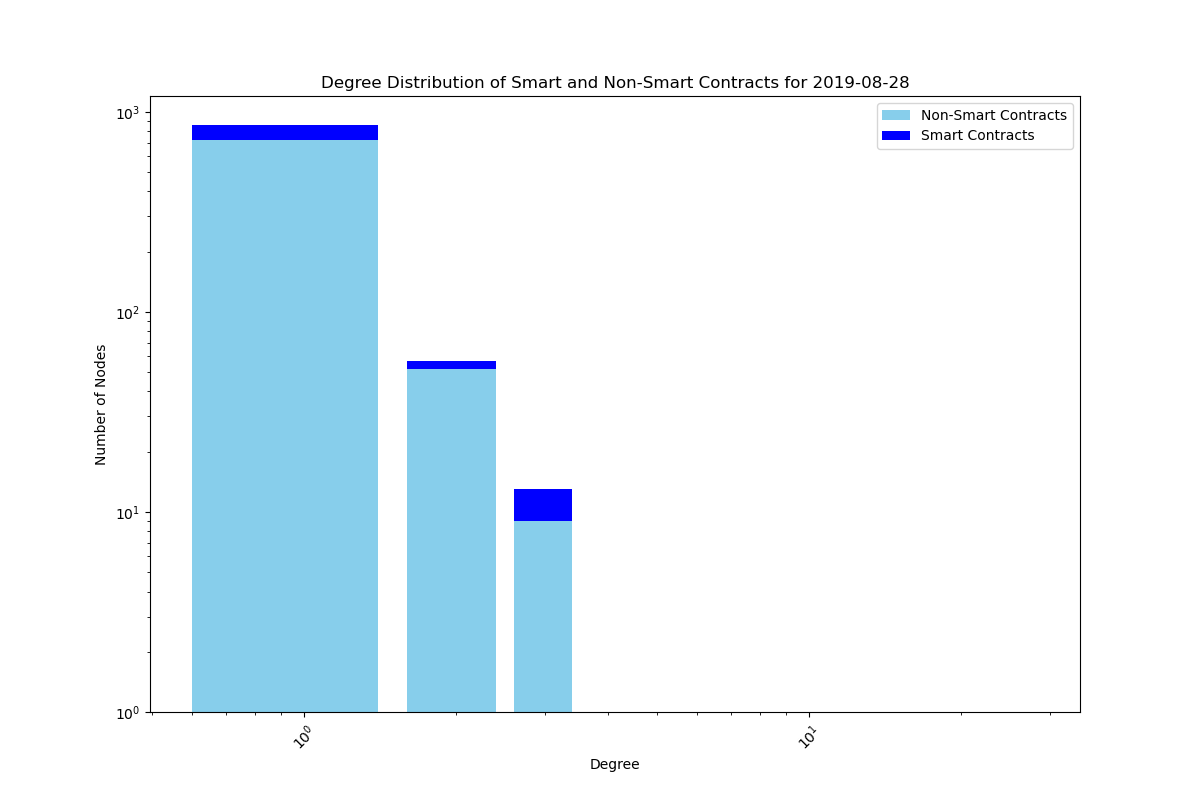 Degree Distribution of Smart and Non-Smart Contracts for 2019-08-28
Non-Smart Contracts
Smart Contracts
10³
10²
10¹
10⁰
Number of Nodes
10⁰
10¹
Degree